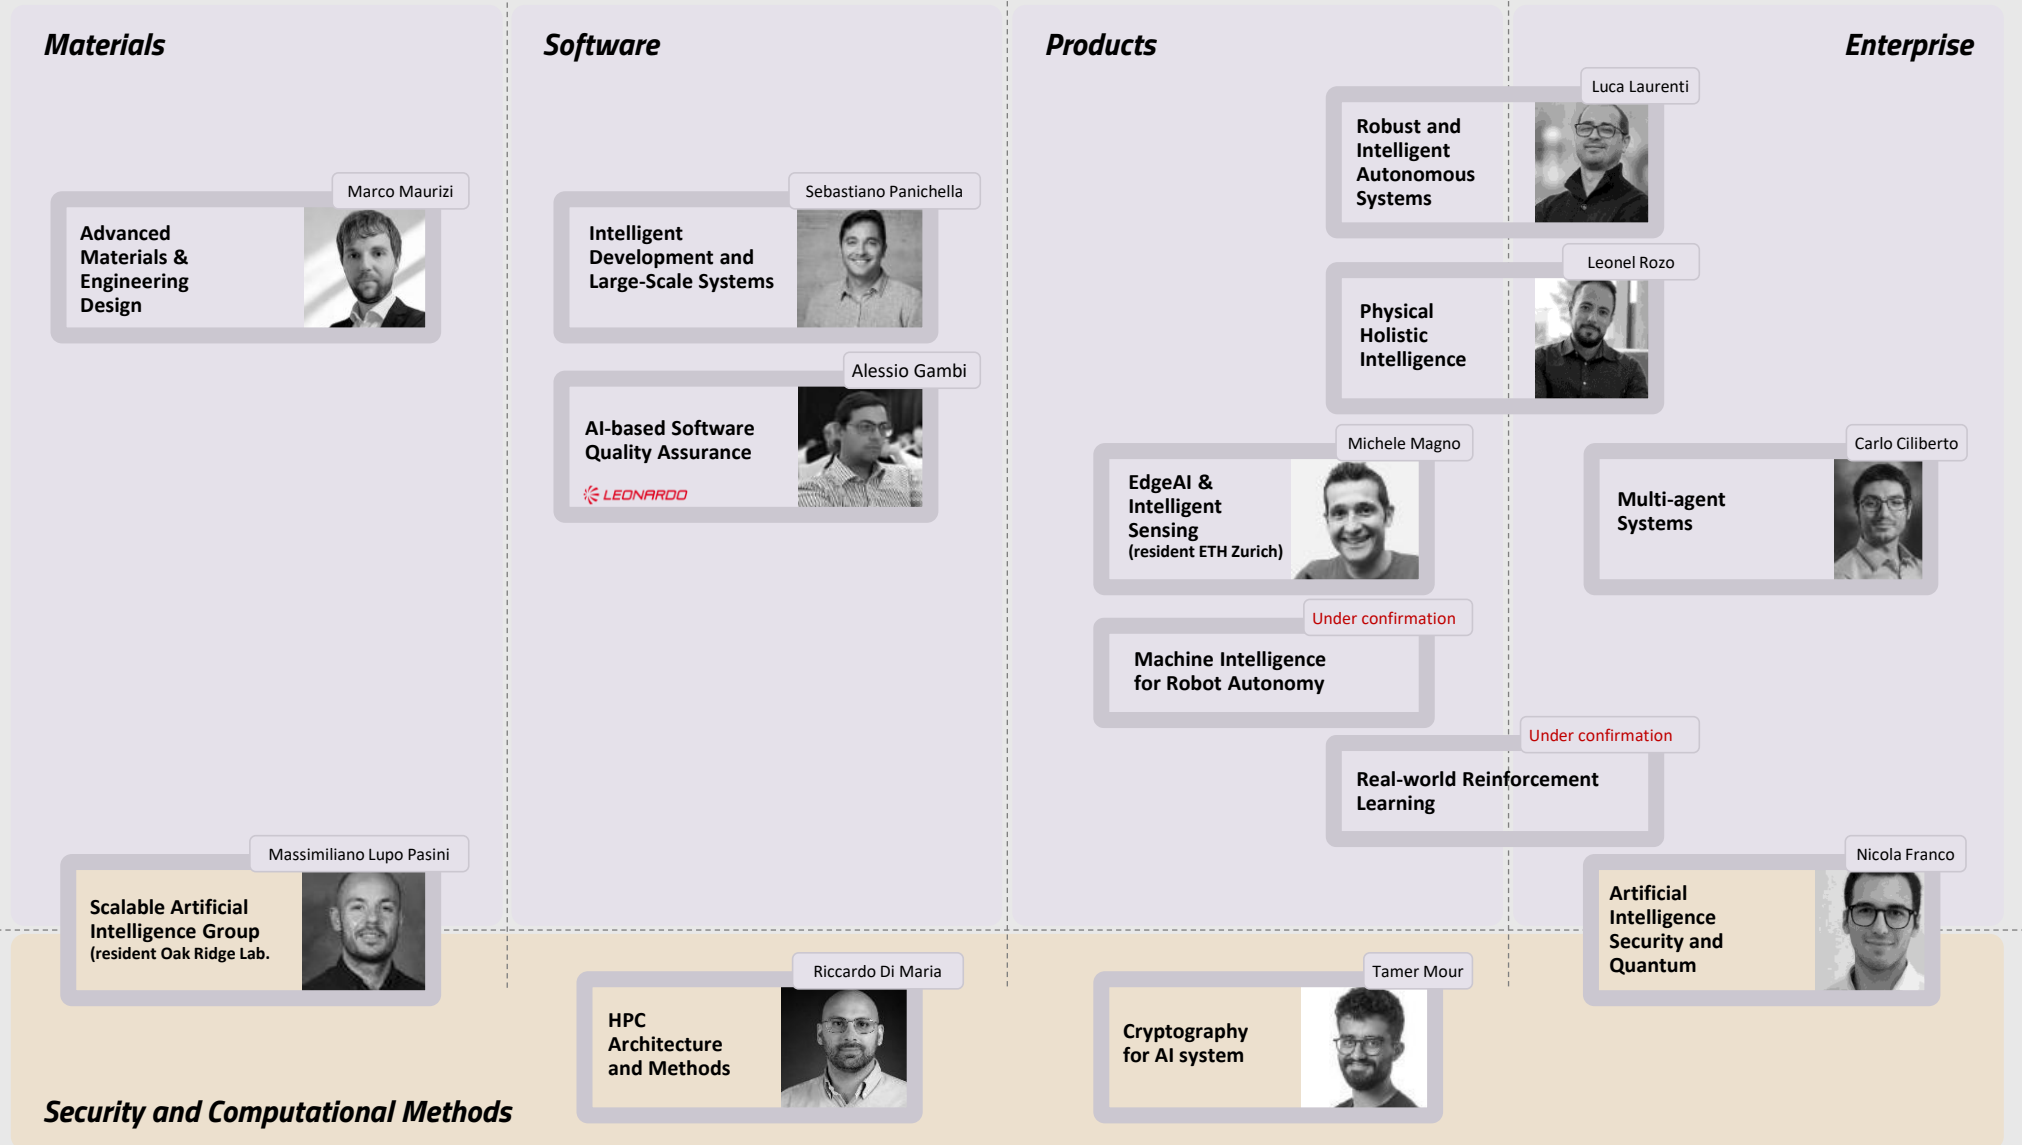 Materials
Software
Products
Enterprise
Luca Laurenti
Robust and
Intelligent
Autonomous
Systems
Marco Maurizi
Advanced
Materials &
Engineering
Design
Sebastiano Panichella
Intelligent
Development and
Large-Scale Systems
Leonel Rozo
Physical
Holistic
Intelligence
Alessio Gambi
AI-based Software
Quality Assurance
LEONARDO
Michele Magno
EdgeAI &
Intelligent
Sensing
(resident ETH Zurich)
Carlo Ciliberto
Multi-agent
Systems
Under confirmation
Machine Intelligence
for Robot Autonomy
Under confirmation
Real-world Reinforcement
Learning
Massimiliano Lupo Pasini
Scalable Artificial
Intelligence Group
(resident Oak Ridge Lab.
Nicola Franco
Artificial
Intelligence
Security and
Quantum
Riccardo Di Maria
HPC
Architecture
and Methods
Tamer Mour
Cryptography
for AI system
Security and Computational Methods